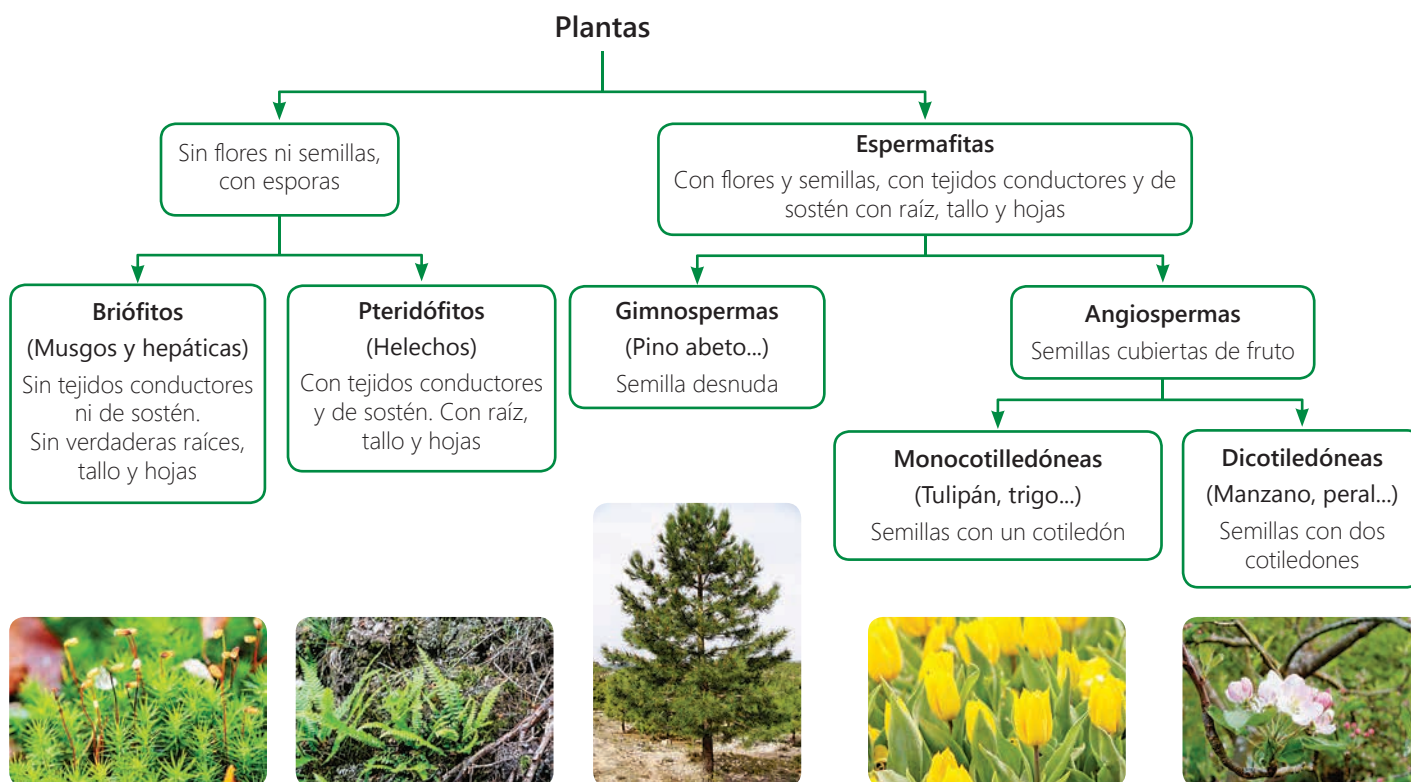 Plantas
Sin flores ni semillas,
con esporas
Espermafitas
Con flores y semillas, con tejidos conductores y de
sostén con raíz, tallo y hojas
Briófitos
(Musgos y hepáticas)
Sin tejidos conductores
ni de sostén.
Sin verdaderas raíces,
tallo y hojas
Pteridófitos
(Helechos)
Con tejidos conductores
y de sostén. Con raíz,
tallo y hojas
Gimnospermas
(Pino abeto...)
Semilla desnuda
Angiospermas
Semillas cubiertas de fruto
Monocotilledóneas
(Tulipán, trigo...)
Semillas con un cotiledón
Dicotiledóneas
(Manzano, peral...)
Semillas con dos
cotiledones